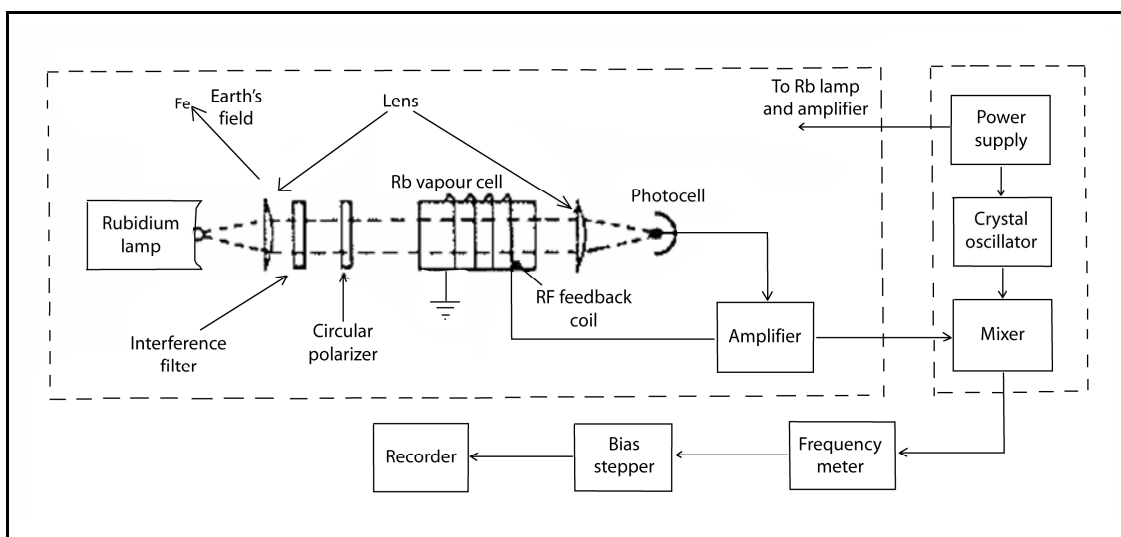 Fe
Earth's
field
Lens
To Rb lamp
and amplifier
Power
supply
Rb vapour cell
Photocell
Rubidium
lamp
Crystal
oscillator
RF feedback
coil
Interference
filter
Circular
polarizer
Amplifier
Mixer
Recorder
Bias
stepper
Frequency
meter